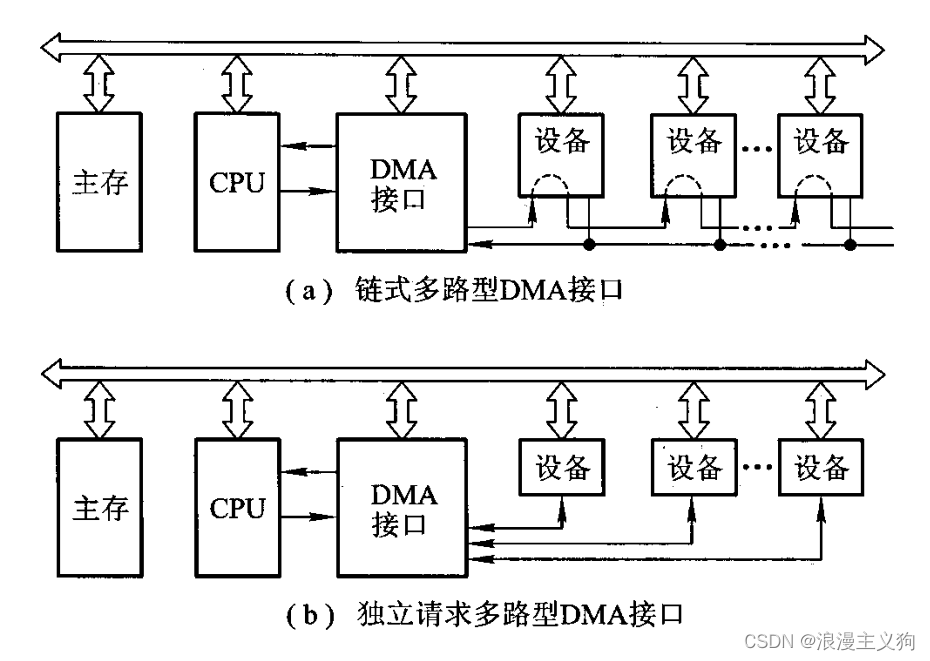 设备 设备 ··· 设备
主存 CPU DMA
接口
···
···
( a ) 链式多路型DMA接口
设备 设备 ··· 设备
主存 CPU DMA
接口
( b ) 独立请求多路型DMA接口
CSDN @浪漫主义狗